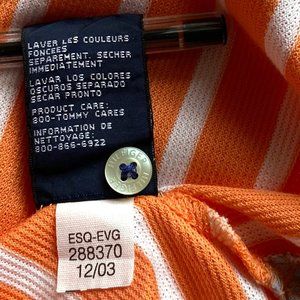 LAVER LES COULEURS
FONCEES
SEPAREMENT. SECHER
IMMEDIATEMENT
LAVAR LOS COLORES
OSCUROS SEPARADO
SECAR PRONTO
PRODUCT CARE:
800-TOMMY CARES
INFORMATION DE
NETTOYAGE:
800-866-6922
ESQ-EVG
288370
12/03